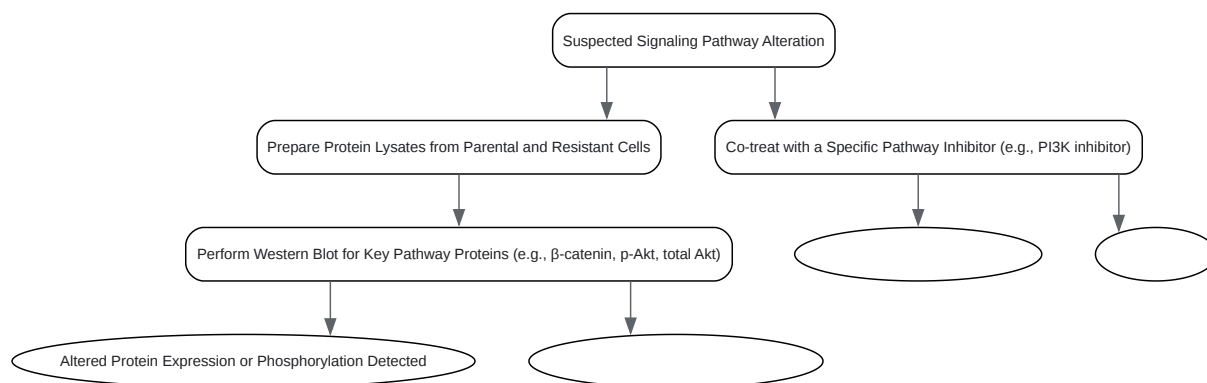 Suspected Signaling Pathway Alteration
Prepare Protein Lysates from Parental and Resistant Cells
Co-treat with a Specific Pathway Inhibitor (e.g., PI3K inhibitor)
Perform Western Blot for Key Pathway Proteins (e.g., β-catenin, p-Akt, total Akt)
Altered Protein Expression or Phosphorylation Detected